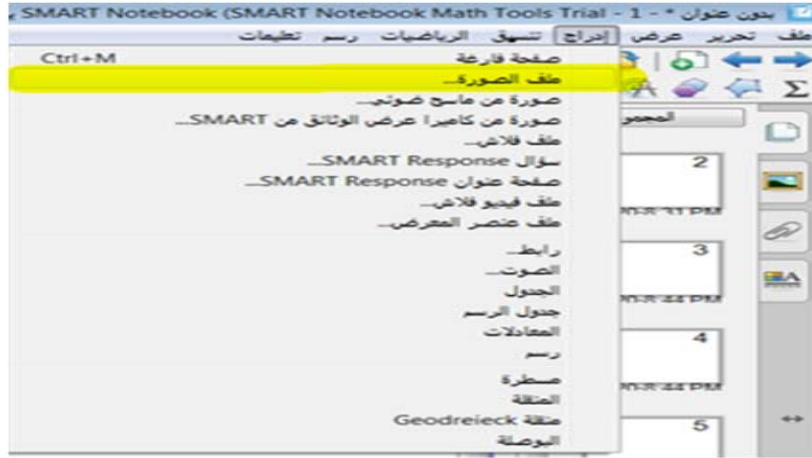 بدون عنوان * - 1 - SMART Notebook (SMART Notebook Math Tools Trial
ملف تحرير عرض إدراج تنسيق الرياضيات رسم تعليمات
صفحة فارغة Ctrl+M
ملف الصورة...
صورة من ماسح ضوئي...
صورة من كاميرا عرض الوثائق من SMART...
ملف فلاش...
سؤال SMART Response...
صفحة عنوان SMART Response...
ملف فيديو فلاش...
ملف عنصر المعرض...
رابط...
الصوت...
الجدول
جدول الرسم
المعادلات
رسم
مسطرة
المنقلة
منقلة Geodreieck
البوصلة
2
3
4
5